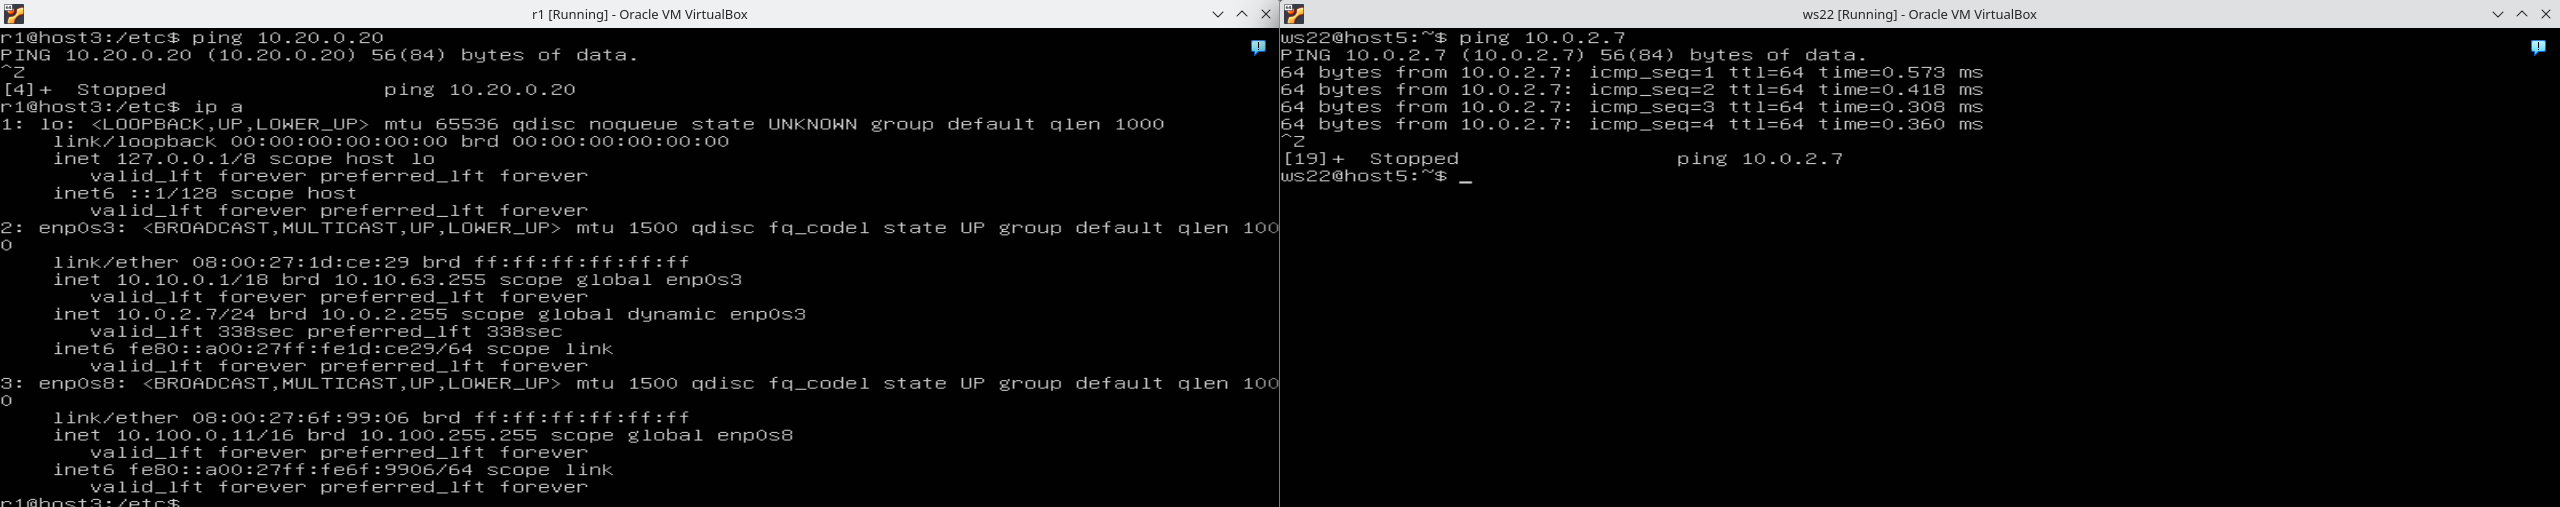 r1 [Running] - Oracle VM VirtualBox
r1@host3:/etc$ ping 10.20.0.20
PING 10.20.0.20 (10.20.0.20) 56(84) bytes of data.
^Z
[4]+  Stopped                 ping 10.20.0.20
r1@host3:/etc$ ip a
1: lo: <LOOPBACK,UP,LOWER_UP> mtu 65536 qdisc noqueue state UNKNOWN group default qlen 1000
    link/loopback 00:00:00:00:00:00 brd 00:00:00:00:00:00
    inet 127.0.0.1/8 scope host lo
       valid_lft forever preferred_lft forever
    inet6 ::1/128 scope host
       valid_lft forever preferred_lft forever
2: enp0s3: <BROADCAST,MULTICAST,UP,LOWER_UP> mtu 1500 qdisc fq_codel state UP group default qlen 100
0
    link/ether 08:00:27:1d:ce:29 brd ff:ff:ff:ff:ff:ff
    inet 10.10.0.1/18 brd 10.10.63.255 scope global enp0s3
       valid_lft forever preferred_lft forever
    inet 10.0.2.7/24 brd 10.0.2.255 scope global dynamic enp0s3
       valid_lft 338sec preferred_lft 338sec
    inet6 fe80::a00:27ff:fe1d:ce29/64 scope link
       valid_lft forever preferred_lft forever
3: enp0s8: <BROADCAST,MULTICAST,UP,LOWER_UP> mtu 1500 qdisc fq_codel state UP group default qlen 100
0
    link/ether 08:00:27:6f:99:06 brd ff:ff:ff:ff:ff:ff
    inet 10.100.0.11/16 brd 10.100.255.255 scope global enp0s8
       valid_lft forever preferred_lft forever
    inet6 fe80::a00:27ff:fe6f:9906/64 scope link
       valid_lft forever preferred_lft forever
r1@host3:/etc$
ws22 [Running] - Oracle VM VirtualBox
ws22@host5:~$ ping 10.0.2.7
PING 10.0.2.7 (10.0.2.7) 56(84) bytes of data.
64 bytes from 10.0.2.7: icmp_seq=1 ttl=64 time=0.573 ms
64 bytes from 10.0.2.7: icmp_seq=2 ttl=64 time=0.418 ms
64 bytes from 10.0.2.7: icmp_seq=3 ttl=64 time=0.308 ms
64 bytes from 10.0.2.7: icmp_seq=4 ttl=64 time=0.360 ms
^Z
[19]+  Stopped                 ping 10.0.2.7
ws22@host5:~$ _